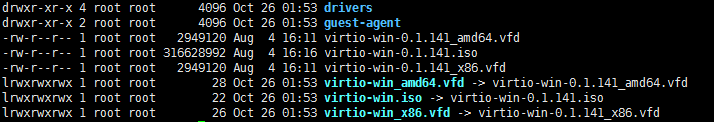 drwxr-xr-x 4 root root      4096 Oct 26 01:53 drivers
drwxr-xr-x 2 root root      4096 Oct 26 01:53 guest-agent
-rw-r--r-- 1 root root   2949120 Aug  4 16:11 virtio-win-0.1.141_amd64.vfd
-rw-r--r-- 1 root root 316628992 Aug  4 16:16 virtio-win-0.1.141.iso
-rw-r--r-- 1 root root   2949120 Aug  4 16:11 virtio-win-0.1.141_x86.vfd
lrwxrwxrwx 1 root root        28 Oct 26 01:53 virtio-win_amd64.vfd -> virtio-win-0.1.141_amd64.vfd
lrwxrwxrwx 1 root root        22 Oct 26 01:53 virtio-win.iso -> virtio-win-0.1.141.iso
lrwxrwxrwx 1 root root        26 Oct 26 01:53 virtio-win_x86.vfd -> virtio-win-0.1.141_x86.vfd